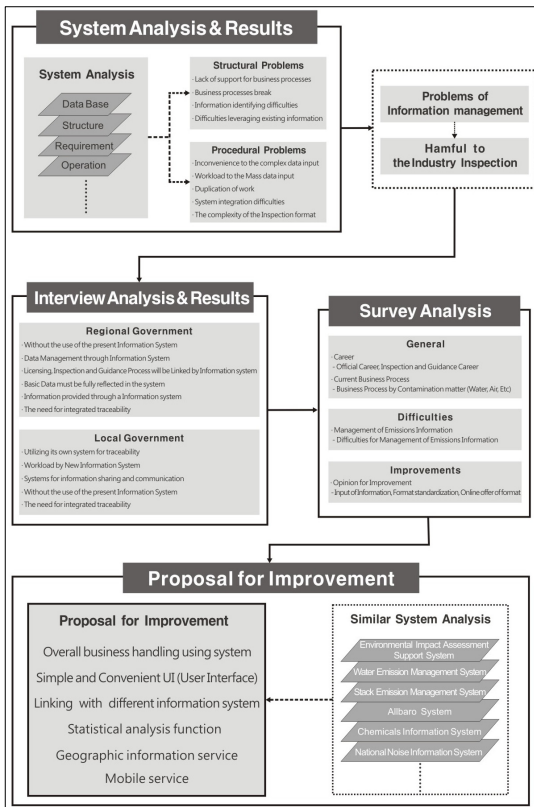 System Analysis & Results
System Analysis
Data Base
Structure
Requirement
Operation
Structural Problems
· Lack of support for business processes
· Business processes break
· Information identifying difficulties
· Difficulties leveraging existing information
Procedural Problems
· Inconvenience to the complex data input
· Workload to the Mass data input
· Duplication of work
· System integration difficulties
· The complexity of the Inspection format
Problems of
Information management
Hamful to
the Industry Inspection
Interview Analysis & Results
Regional Government
· Without the use of the present Information System
· Data Management through Information System
· Licensing, Inspection and Guidance Process will be Linked by Information system
· Basic Data must be fully reflected in the system
· Information provided through a Information system
· The need for integrated traceability
Local Government
· Utilizing its own system for traceability
· Workload by New Information System
· Systems for information sharing and communication
· Without the use of the present Information System
· The need for integrated traceability
Survey Analysis
General
· Career
- Official Career, Inspection and Guidance Career
· Current Business Process
- Business Process by Contamination matter (Water, Air, Etc)
Difficulties
· Management of Emissions Information
- Difficulties for Management of Emissions Information
Improvements
· Opinion for Improvement
- Input of Information, Format standardization, Online offer of format
Proposal for Improvement
Proposal for Improvement
Overall business handling using system
Simple and Convenient UI (User Interface)
Linking with different information system
Statistical analysis function
Geographic information service
Mobile service
Similar System Analysis
Environmental Impact Assessment
Support System
Water Emission Management System
Stack Emission Management System
Allbaro System
Chemicals Information System
National Noise Information System